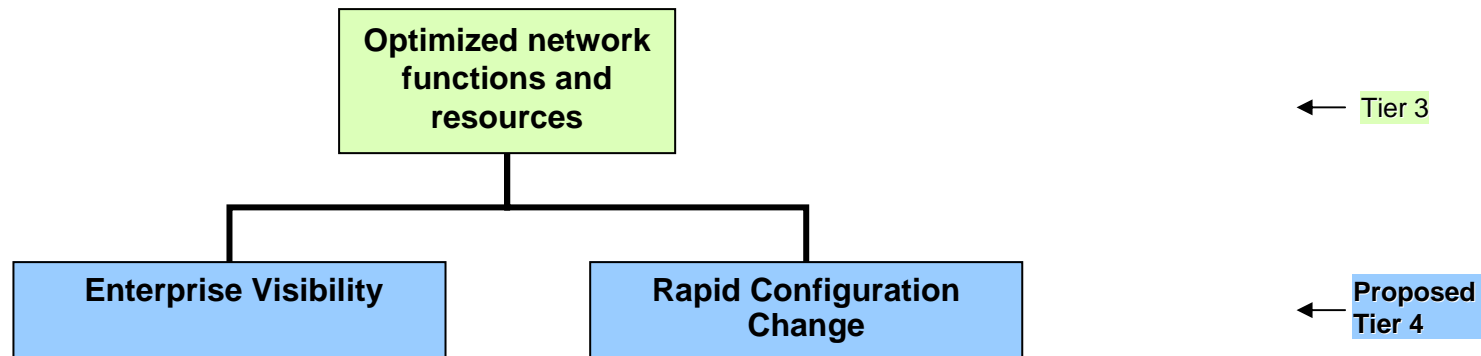 Optimized network
functions and
resources
Tier 3
Enterprise Visibility
Rapid Configuration
Change
Proposed
Tier 4